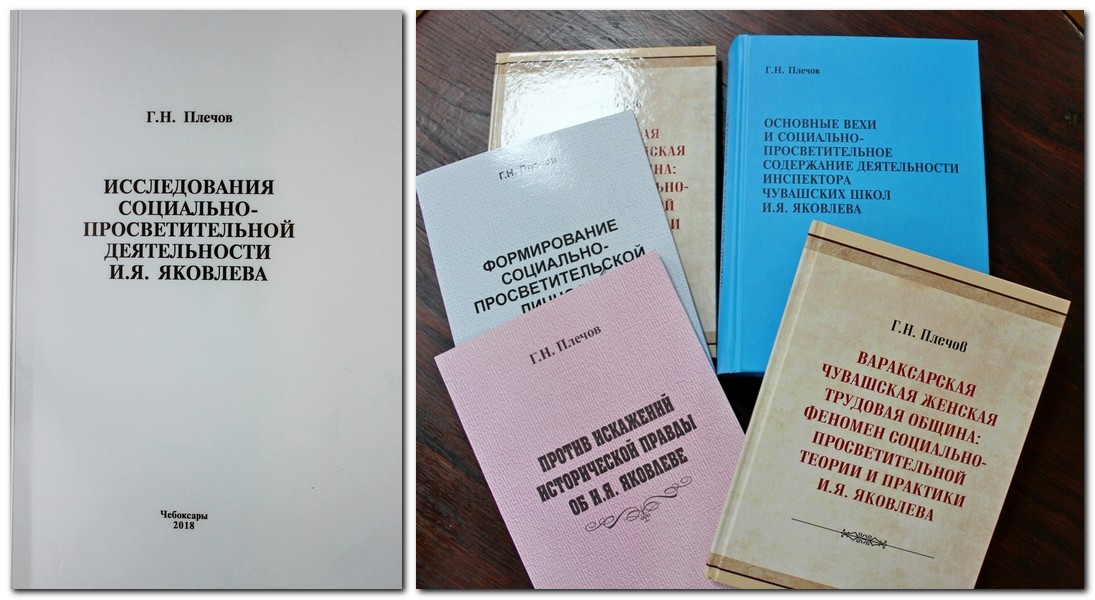 Г.Н. Плечов
ИССЛЕДОВАНИЯ
СОЦИАЛЬНО-
ПРОСВЕТИТЕЛЬНОЙ
ДЕЯТЕЛЬНОСТИ
И.Я. ЯКОВЛЕВА
Чебоксары
2018
Г.Н. Плечов
ОСНОВНЫЕ ВЕХИ
И СОЦИАЛЬНО-
ПРОСВЕТИТЕЛЬНОЕ
СОДЕРЖАНИЕ ДЕЯТЕЛЬНОСТИ
ИНСПЕКТОРА
ЧУВАШСКИХ ШКОЛ
И.Я. ЯКОВЛЕВА
Г.Н. Плечов
ФОРМИРОВАНИЕ
СОЦИАЛЬНО-
ПРОСВЕТИТЕЛЬСКОЙ
Г.Н. Плечов
ПРОТИВ ИСКАЖЕНИЙ
ИСТОРИЧЕСКОЙ ПРАВДЫ
ОБ И.Я. ЯКОВЛЕВЕ
Г.Н. Плечов
ВАРАКСАРСКАЯ
ЧУВАШСКАЯ ЖЕНСКАЯ
ТРУДОВАЯ ОБЩИНА:
ФЕНОМЕН СОЦИАЛЬНО-
ПРОСВЕТИТЕЛЬНОЙ
ТЕОРИИ И ПРАКТИКИ
И.Я. ЯКОВЛЕВА